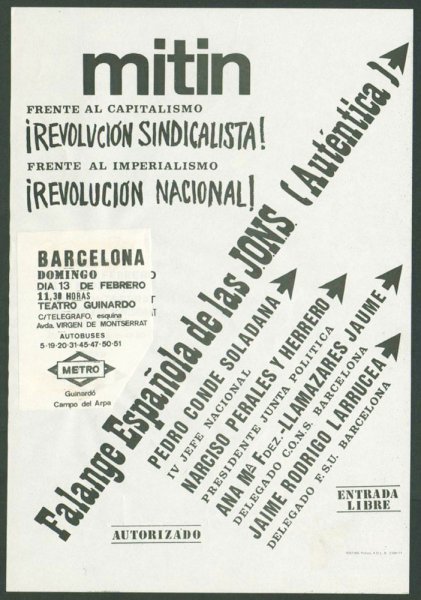 mitin
FRENTE AL CAPITALISMO
¡REVOLUCIÓN SINDICALISTA!
FRENTE AL IMPERIALISMO
¡REVOLUCIÓN NACIONAL!
BARCELONA
DOMINGO
DIA 13 DE FEBRERO
11,30 HORAS
TEATRO GUINARDO
C/TELEGRAFO, esquina
Avda. VIRGEN DE MONTSERRAT
AUTOBUSES
5-19-20-31-45-47-50-51
METRO
Guinardó
Campo del Arpa
Falange Española de las JONS (Auténtica)
PEDRO CONDE SOLADANA
IV JEFE NACIONAL
NARCISO PERALES Y HERRERO
PRESIDENTE JUNTA POLITICA
ANA Mª FDEZ.-LLAMAZARES JAUME
DELEGADO C.O.N.S. BARCELONA
JAIME RODRIGO LARRUCEA
DELEGADO E.S.U. BARCELONA
ENTRADA
LIBRE
AUTORIZADO